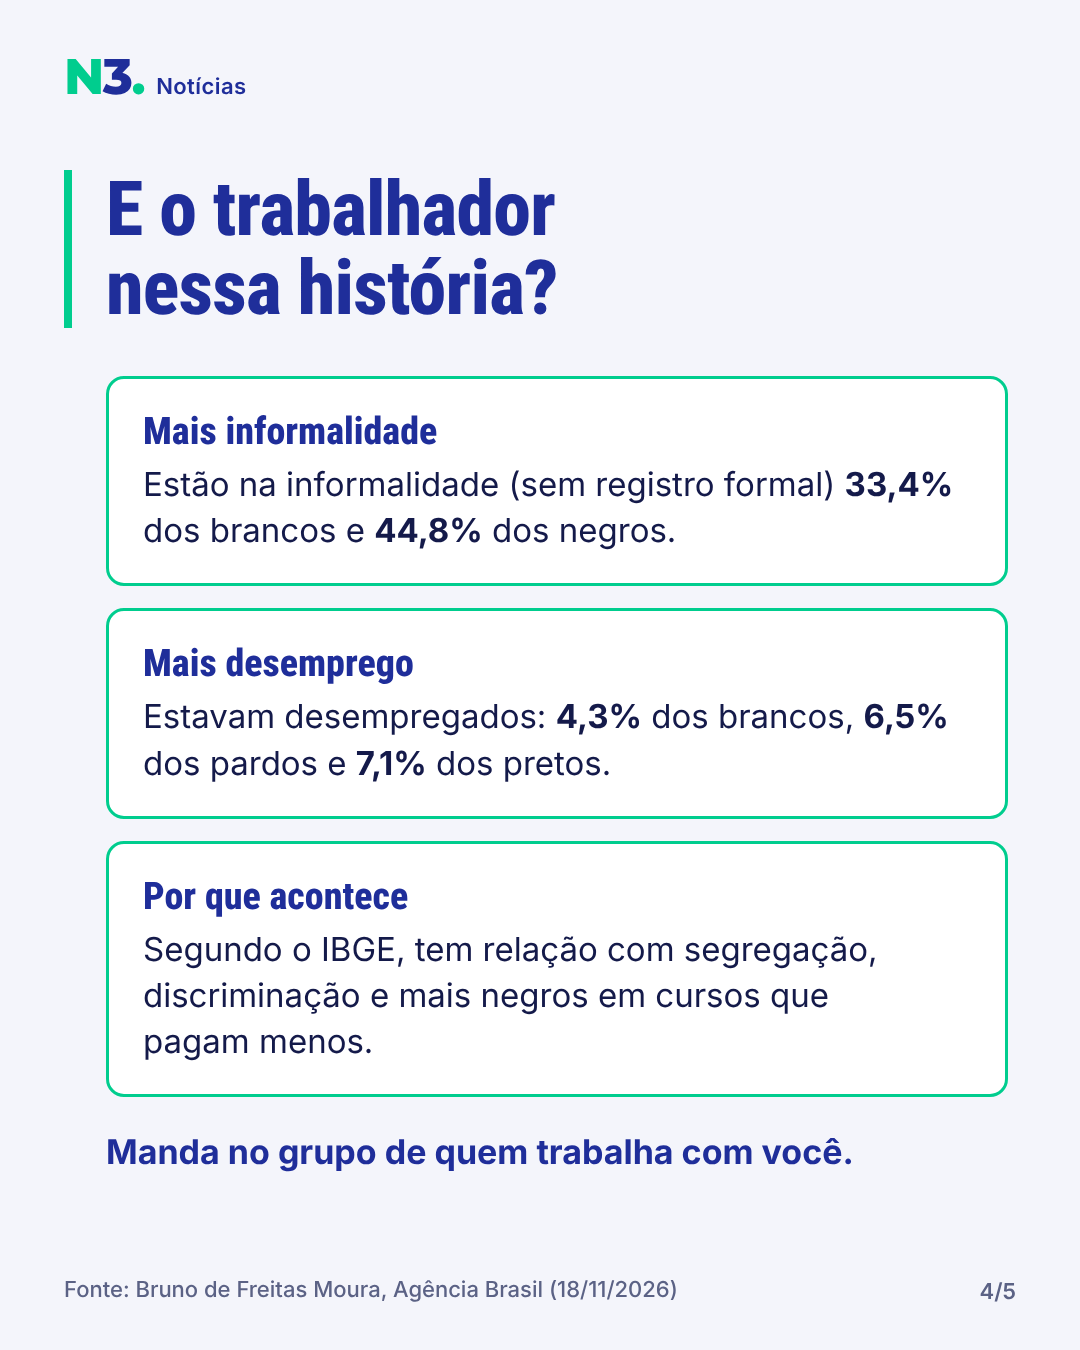 N3. Notícias
E o trabalhador
nessa história?
Mais informalidade
Estão na informalidade (sem registro formal) 33,4%
dos brancos e 44,8% dos negros.
Mais desemprego
Estavam desempregados: 4,3% dos brancos, 6,5%
dos pardos e 7,1% dos pretos.
Por que acontece
Segundo o IBGE, tem relação com segregação,
discriminação e mais negros em cursos que
pagam menos.
Manda no grupo de quem trabalha com você.
Fonte: Bruno de Freitas Moura, Agência Brasil (18/11/2026)
4/5